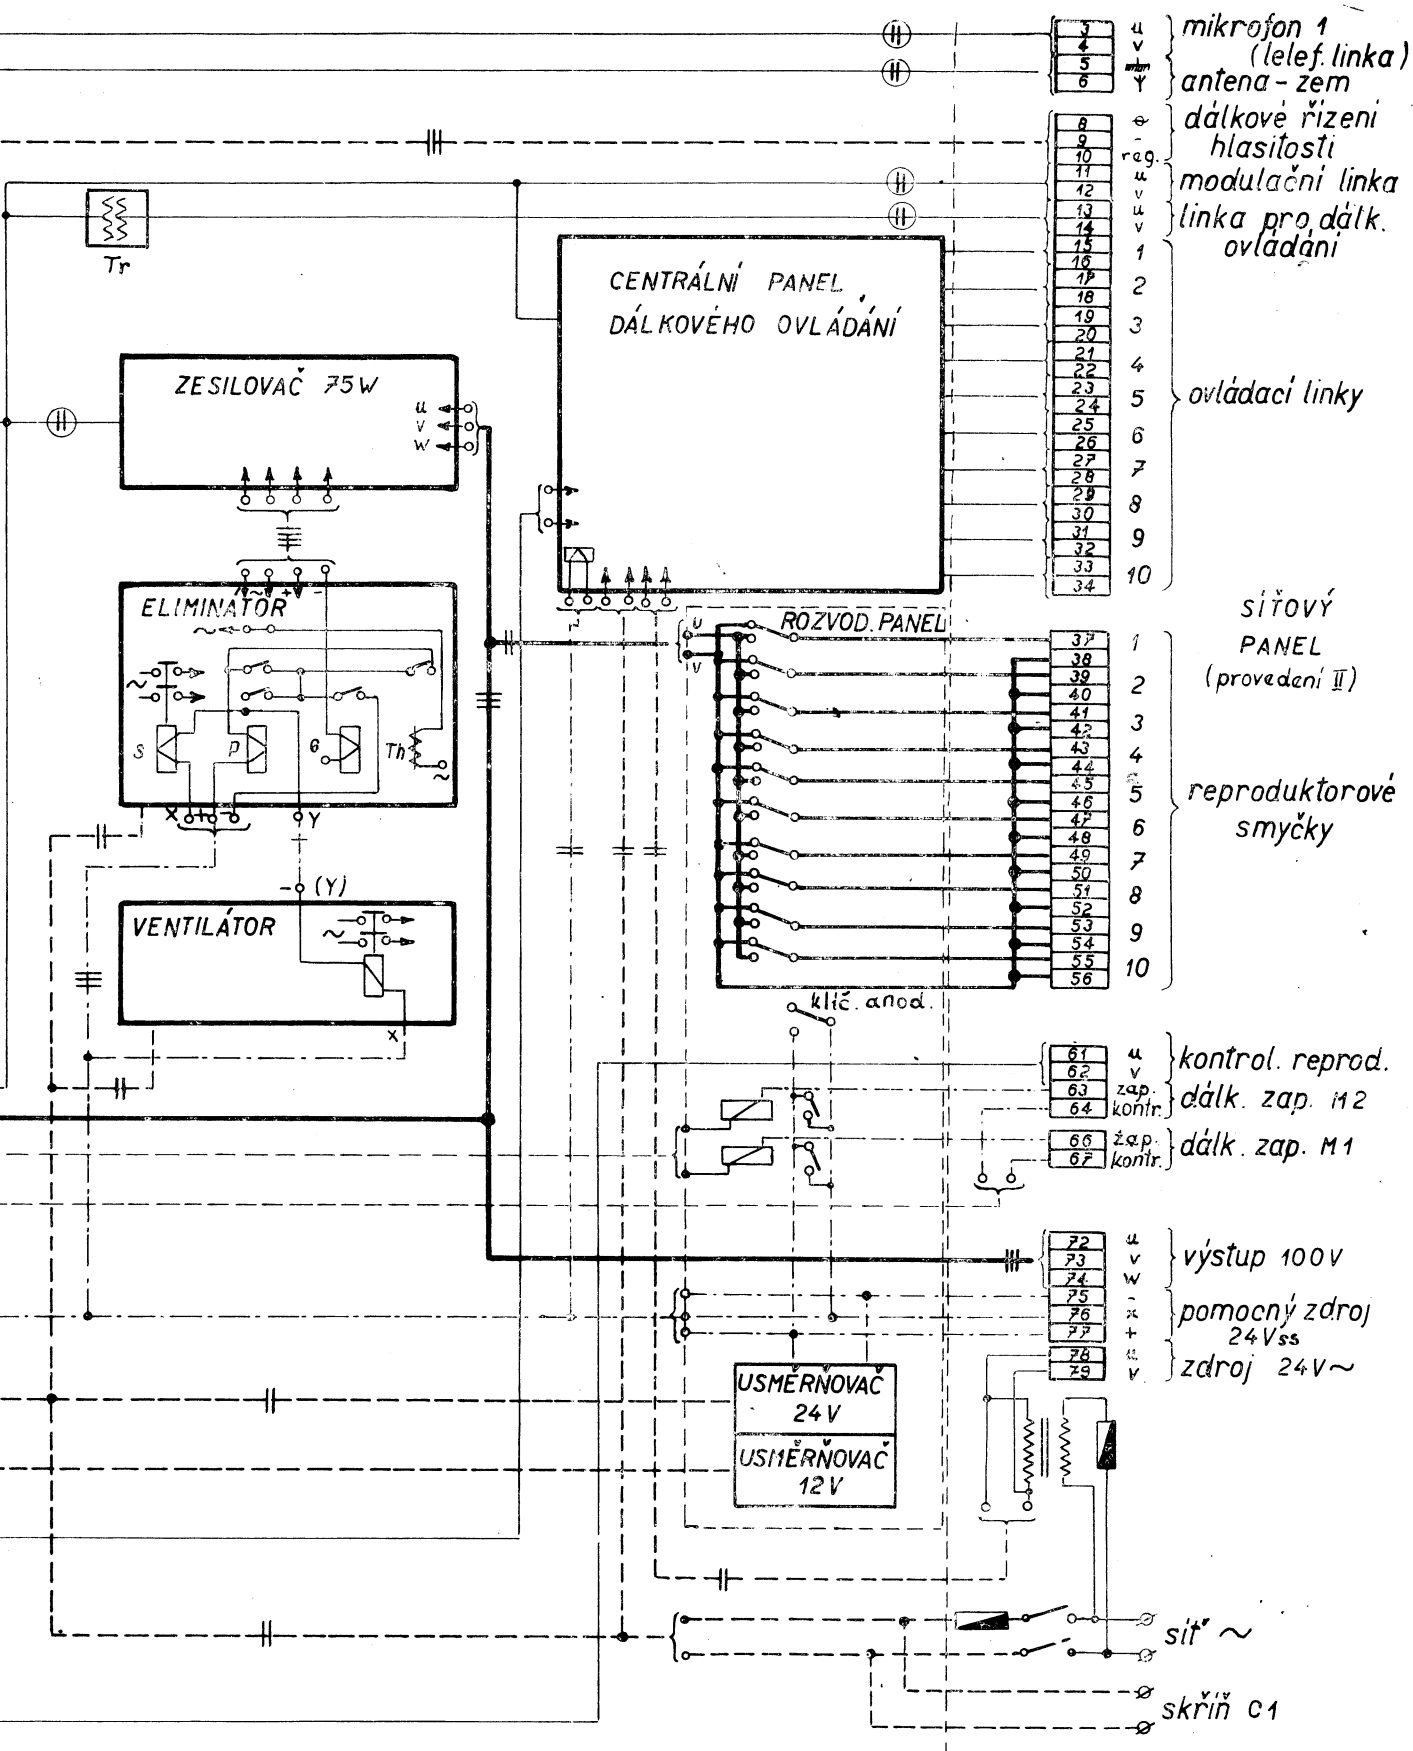 3 u mikrofon 1
4 v (lelef. linka)
5
6 antena - zem
8 dálkové řízení
9 - hlasitosti
10 reg.
11 u modulační linka
12 v
13 u linka pro dálk.
14 v ovládání
Tr
CENTRÁLNÍ PANEL
DÁLKOVÉHO OVLÁDÁNÍ
15 1
16
17 2
18
19 3
20
21 4
22
23 5
24
25 6
26
27 7
28
29 8
30
31 9
32
33 10
34
ovládací linky
ZESILOVAČ 75W
u
v
w
ELIMINÁTOR
~ + -
~
~
S P G Th ~
X + - Y
- (Y)
VENTILÁTOR
~
X
ROZVOD. PANEL
u
v
SÍŤOVÝ
PANEL
(provedení II)
37 1
38
39 2
40
41 3
42
43 4
44
45 5
46
47 6
48
49 7
50
51 8
52
53 9
54
55 10
56
reproduktorové
smyčky
klíč. anod.
61 u kontrol. reprod.
62 v
63 zap. dálk. zap. M2
64 kontr.
66 zap. dálk. zap. M1
67 kontr.
72 u
73 v výstup 100V
74 w
75 -
76 x pomocný zdroj
77 + 24Vss
78 u zdroj 24V~
79 v
USMĚRŇOVAČ
24V
USMĚRŇOVAČ
12V
síť ~
skříň C1